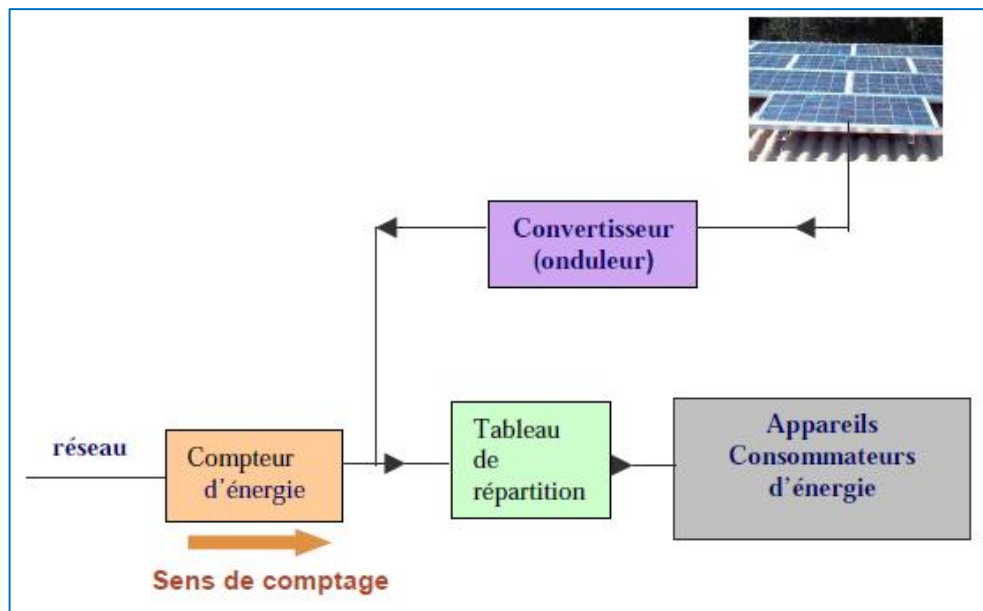 Convertisseur
(onduleur)
réseau
Compteur
d'énergie
Tableau
de
répartition
Appareils
Consommateurs
d'énergie
Sens de comptage